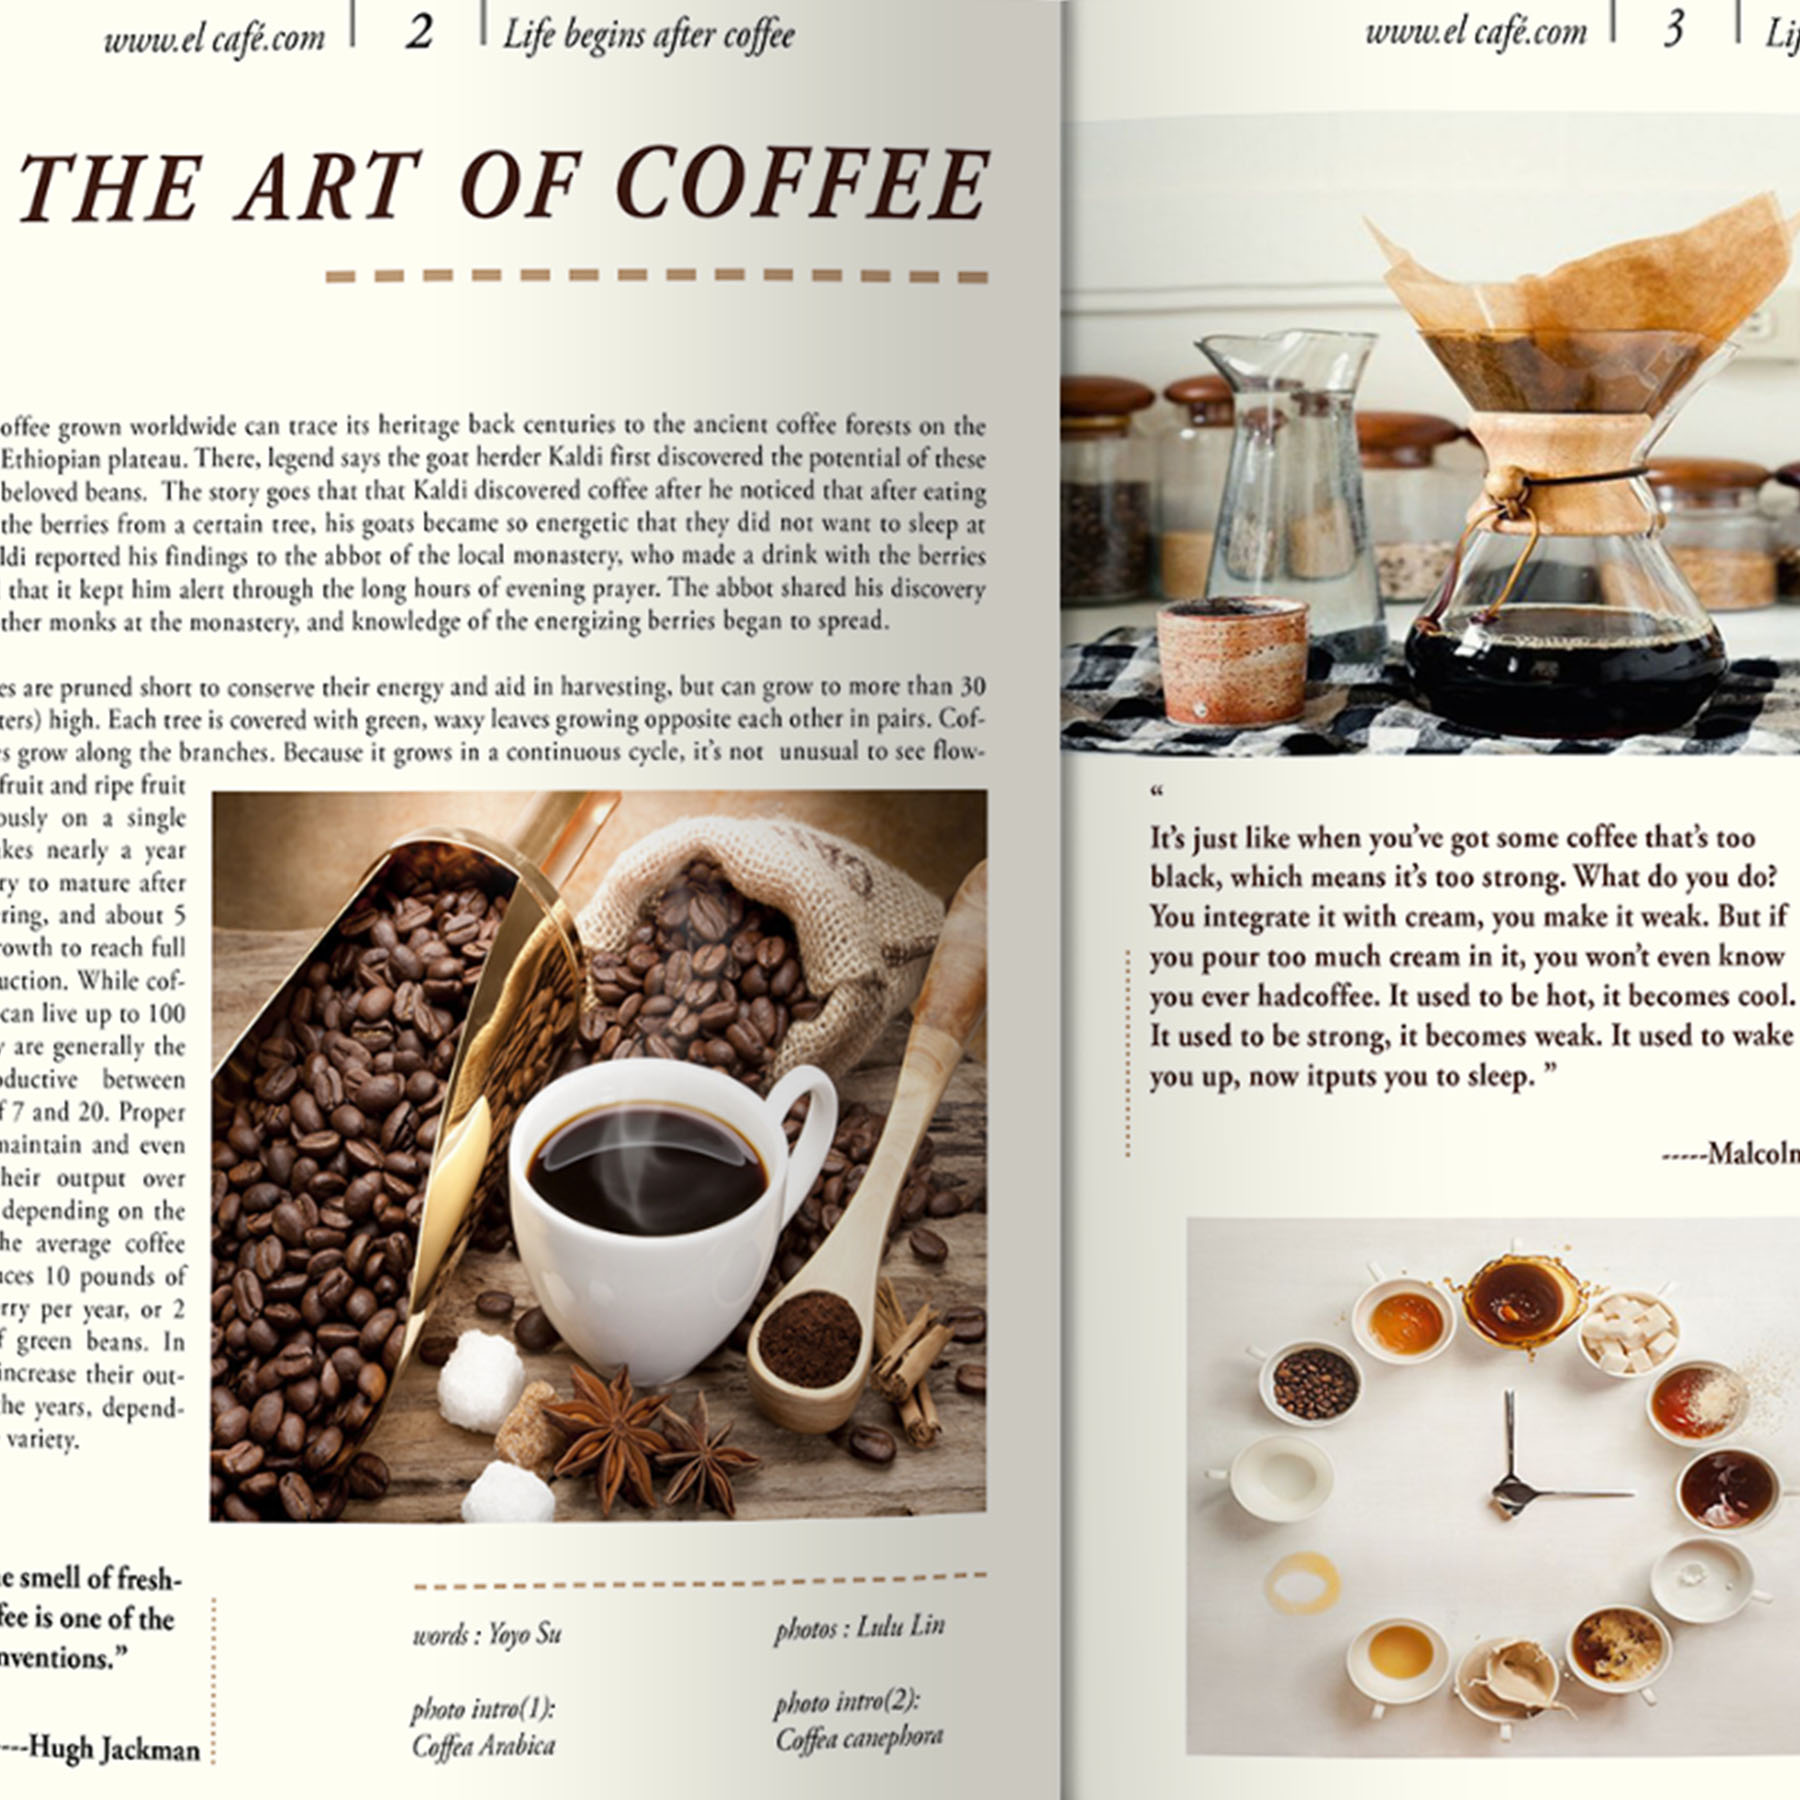 www.el café.com | 2 | Life begins after coffee
THE ART OF COFFEE
offee grown worldwide can trace its heritage back centuries to the ancient coffee forests on the
Ethiopian plateau. There, legend says the goat herder Kaldi first discovered the potential of these
beloved beans. The story goes that that Kaldi discovered coffee after he noticed that after eating
the berries from a certain tree, his goats became so energetic that they did not want to sleep at
ldi reported his findings to the abbot of the local monastery, who made a drink with the berries
that it kept him alert through the long hours of evening prayer. The abbot shared his discovery
ther monks at the monastery, and knowledge of the energizing berries began to spread.
es are pruned short to conserve their energy and aid in harvesting, but can grow to more than 30
ters) high. Each tree is covered with green, waxy leaves growing opposite each other in pairs. Cof-
s grow along the branches. Because it grows in a continuous cycle, it's not unusual to see flow-
fruit and ripe fruit
ously on a single
kes nearly a year
ry to mature after
ring, and about 5
rowth to reach full
uction. While cof-
can live up to 100
y are generally the
oductive between
f 7 and 20. Proper
maintain and even
heir output over
depending on the
he average coffee
uces 10 pounds of
rry per year, or 2
f green beans. In
increase their out-
he years, depend-
variety.
e smell of fresh-
fee is one of the
nventions.”
---Hugh Jackman
words : Yoyo Su
photos : Lulu Lin
photo intro(1):
Coffea Arabica
photo intro(2):
Coffea canephora
www.el café.com | 3 | Lif
“
It’s just like when you’ve got some coffee that’s too
black, which means it’s too strong. What do you do?
You integrate it with cream, you make it weak. But if
you pour too much cream in it, you won’t even know
you ever hadcoffee. It used to be hot, it becomes cool.
It used to be strong, it becomes weak. It used to wake
you up, now itputs you to sleep. ”
-----Malcolm